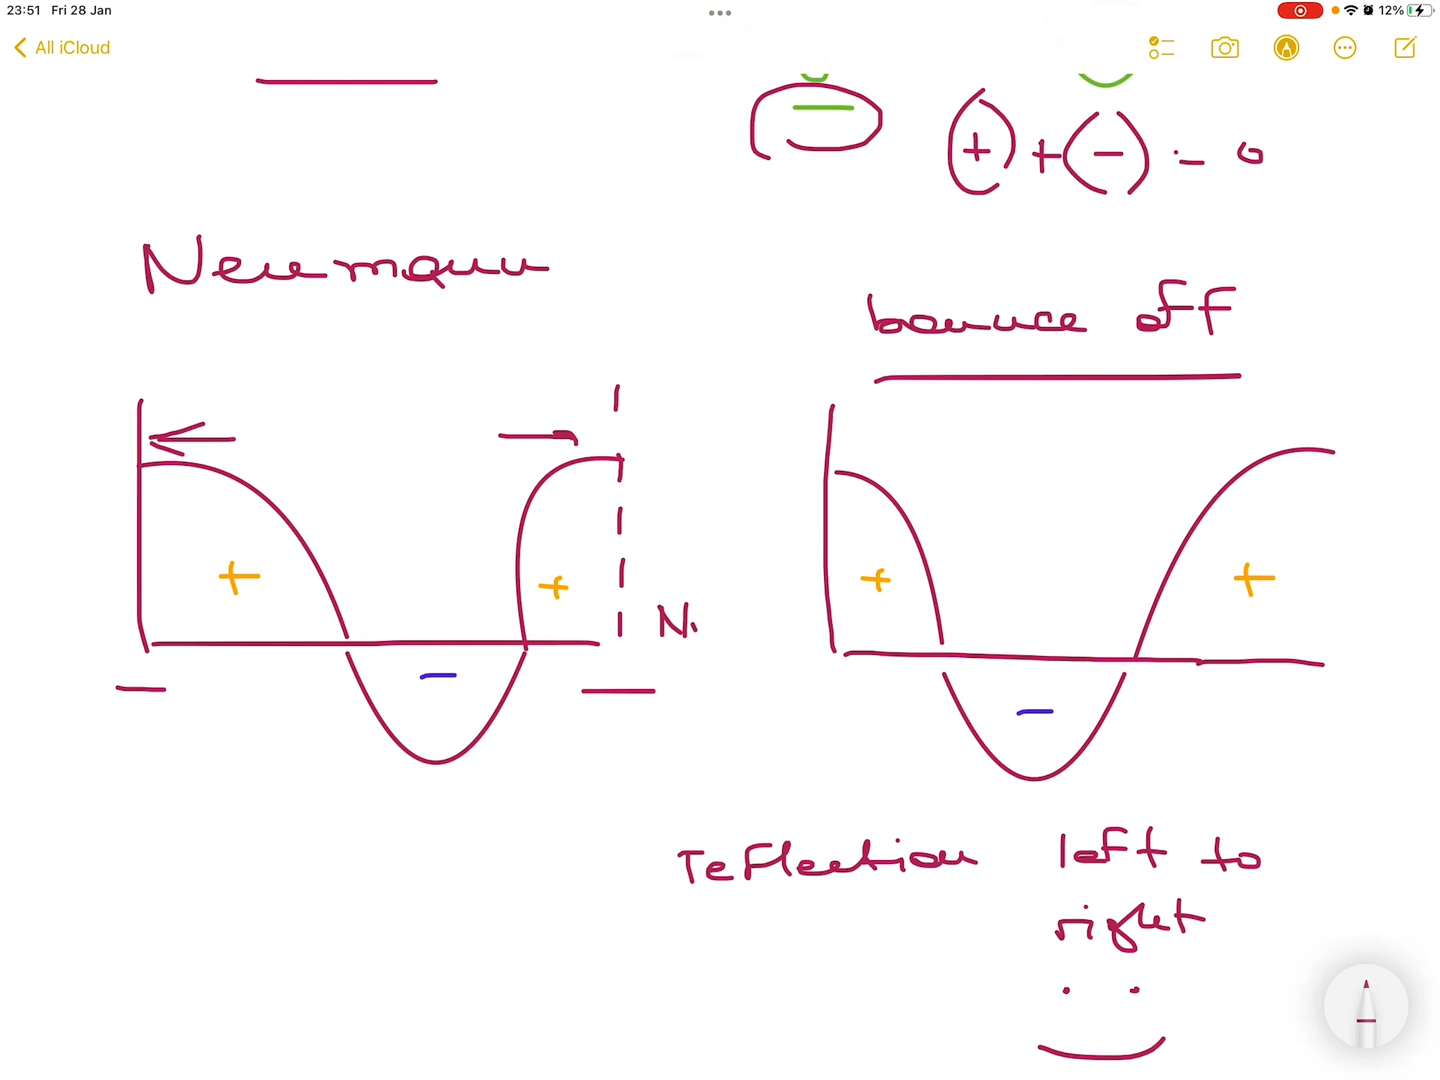 23:51 Fri 28 Jan
12%
All iCloud
(+) + (-) = 0
Neumann
bounce off
+ + + +
N.
- -
reflection left to
right